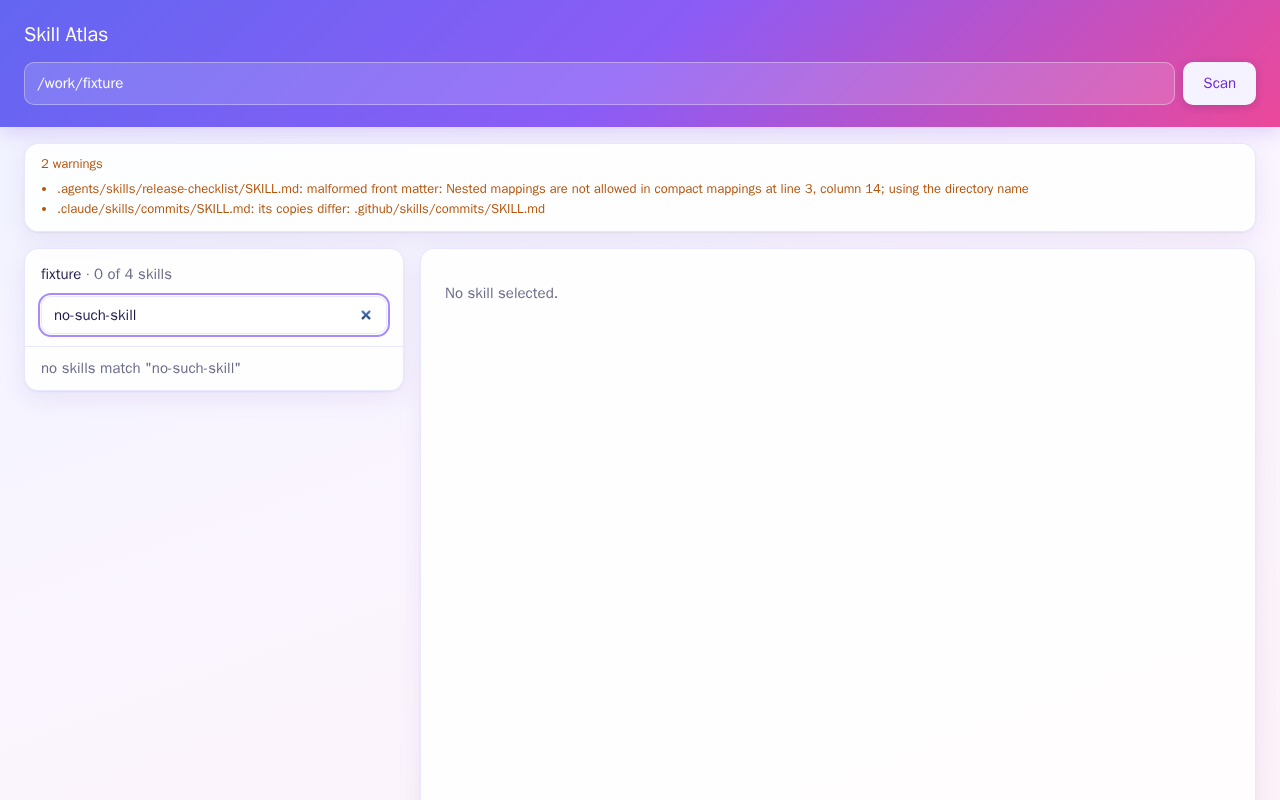 Skill Atlas
/work/fixture
Scan
2 warnings
• .agents/skills/release-checklist/SKILL.md: malformed front matter: Nested mappings are not allowed in compact mappings at line 3, column 14; using the directory name
• .claude/skills/commits/SKILL.md: its copies differ: .github/skills/commits/SKILL.md
fixture · 0 of 4 skills
no-such-skill
no skills match "no-such-skill"
No skill selected.